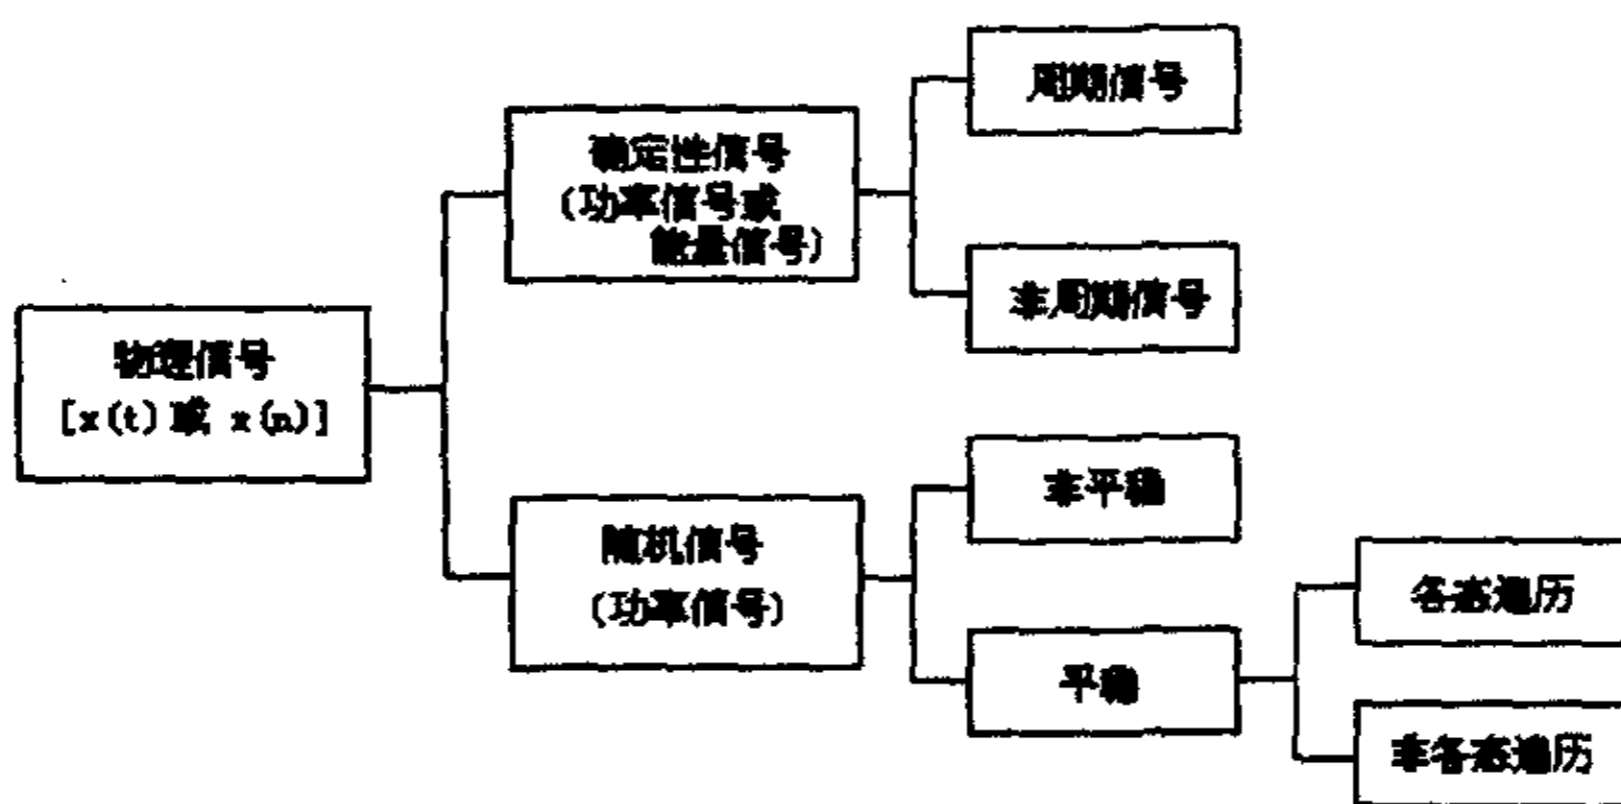 物理信号
[x(t)或 x(n)]
确定性信号
(功率信号或
能量信号)
随机信号
(功率信号)
周期信号
非周期信号
非平稳
平稳
各态遍历
非各态遍历